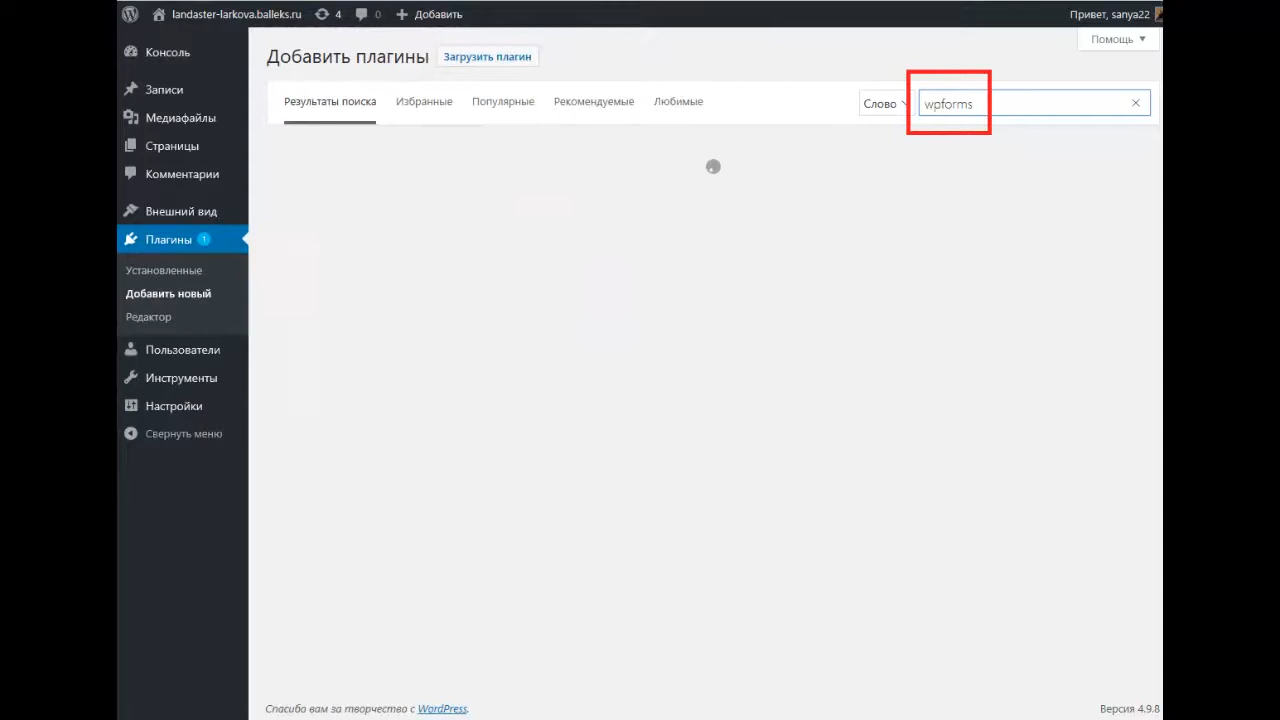 landaster-larkova.balleks.ru 4 0 Добавить Привет, sanya22
Помощь
Консоль
Записи
Медиафайлы
Страницы
Комментарии
Внешний вид
Плагины 1
Установленные
Добавить новый
Редактор
Пользователи
Инструменты
Настройки
Свернуть меню
Добавить плагины Загрузить плагин
Результаты поиска Избранные Популярные Рекомендуемые Любимые Слово wpforms
Спасибо вам за творчество с WordPress. Версия 4.9.8